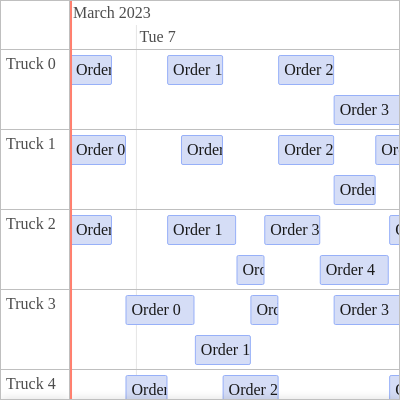 March 2023
Tue 7
Truck 0
Order
Order 1
Order 2
Order 3
Truck 1
Order 0
Order
Order 2
Or
Order
Truck 2
Order
Order 1
Order 3
Ord
Order 4
Truck 3
Order 0
Ord
Order 3
Order 1
Truck 4
Order
Order 2